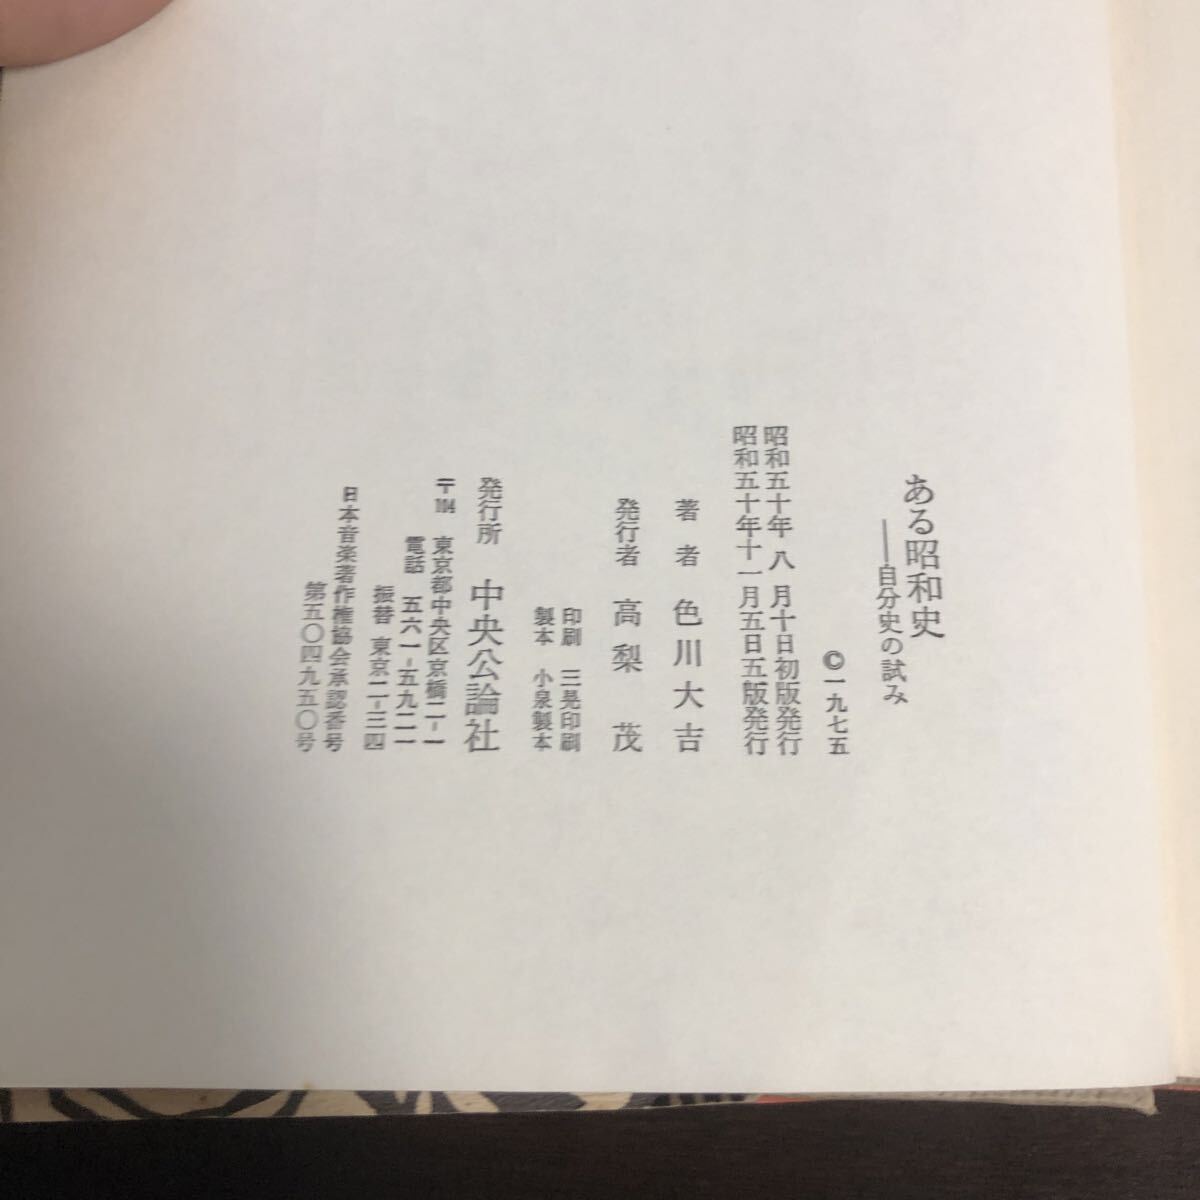 ある昭和史
──自分史の試み
©一九七五
昭和五十年 八 月十日初版発行
昭和五十年十一月五日五版発行
著者 色川大吉
発行者 高梨 茂
印刷 三晃印刷
製本 小泉製本
発行所 中央公論社
〒104 東京都中央区京橋二-一
電話 五六一-五九二一
振替 東京二-三四
日本音楽著作権協会承認番号
第五〇四九五〇号